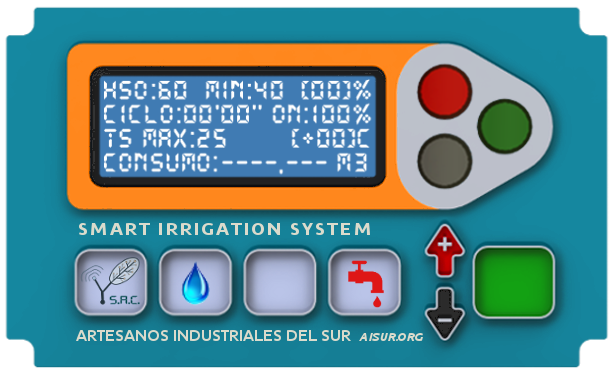 HSO:60 MIN:40 (00)%
CICLO:00'00" ON:100%
TS MAX:25 (+00)C
CONSUMO:----.--- M3
SMART IRRIGATION SYSTEM
S.A.C.
+
-
ARTESANOS INDUSTRIALES DEL SUR AISUR.ORG